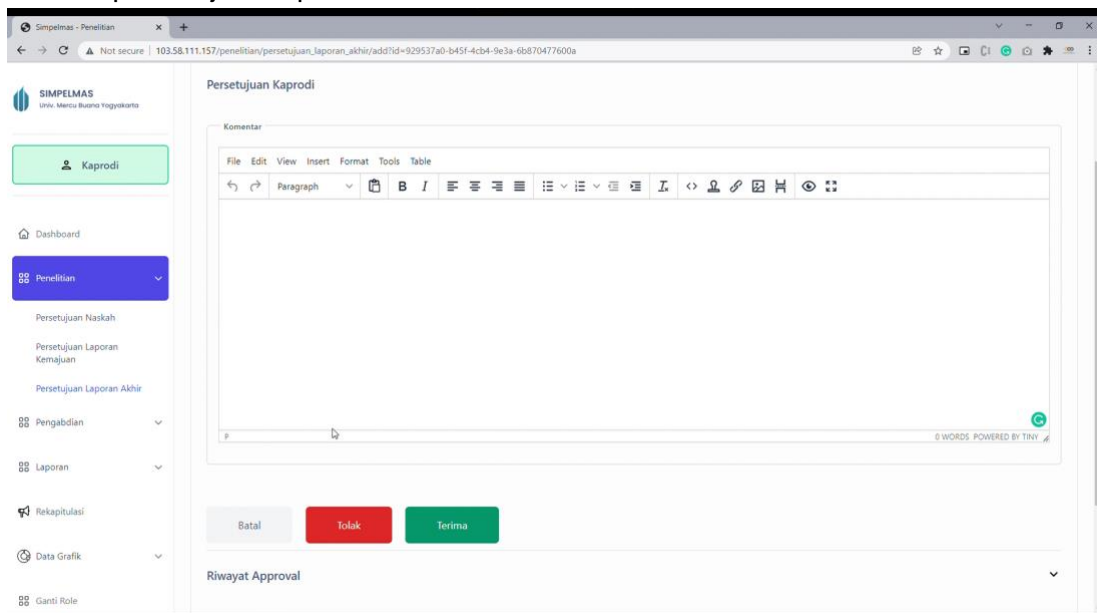 Simpelmas - Penelitian
Not secure | 103.58.111.157/penelitian/persetujuan_laporan_akhir/add?id=929537a0-b45f-4cb4-9e3a-6b870477600a
SIMPELMAS
Univ. Mercu Buana Yogyakarta
Kaprodi
Dashboard
Penelitian
Persetujuan Naskah
Persetujuan Laporan
Kemajuan
Persetujuan Laporan Akhir
Pengabdian
Laporan
Rekapitulasi
Data Grafik
Ganti Role
Persetujuan Kaprodi
Komentar
File Edit View Insert Format Tools Table
Paragraph B I
P
0 WORDS POWERED BY TINY
Batal Tolak Terima
Riwayat Approval